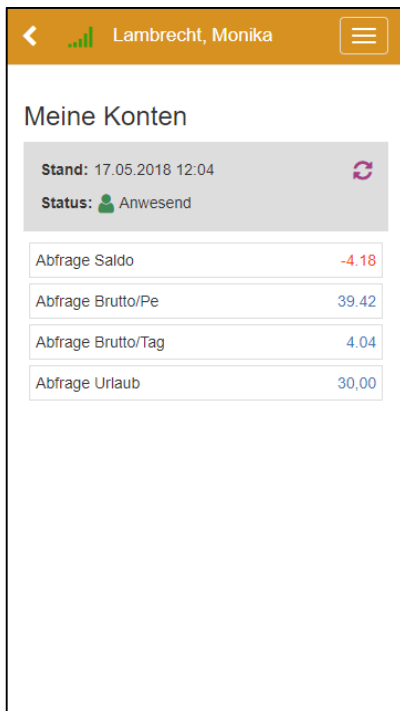 Lambrecht, Monika
Meine Konten
Stand: 17.05.2018 12:04
Status: Anwesend
Abfrage Saldo -4.18
Abfrage Brutto/Pe 39.42
Abfrage Brutto/Tag 4.04
Abfrage Urlaub 30,00